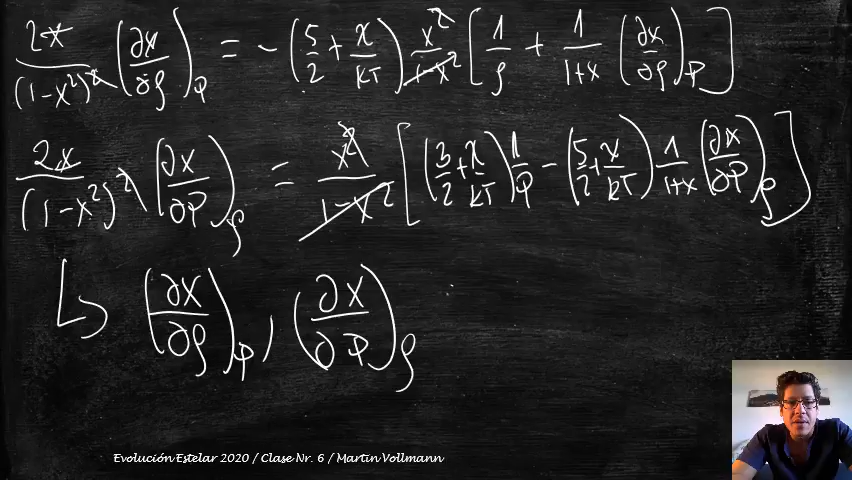 2x/(1-x²)² (∂x/∂ρ)_P = -(5/2 + χ/kT) x²/(1-x²) [1/ρ + 1/(1+x) (∂x/∂ρ)_P]
2x/(1-x²)² (∂x/∂P)_ρ = x²/(1-x²) [(3/2 + χ/kT) 1/P - (5/2 + χ/kT) 1/(1+x) (∂x/∂P)_ρ]
↳ (∂x/∂ρ)_P, (∂x/∂P)_ρ
Evolución Estelar 2020 / Clase Nr. 6 / Martin Vollmann